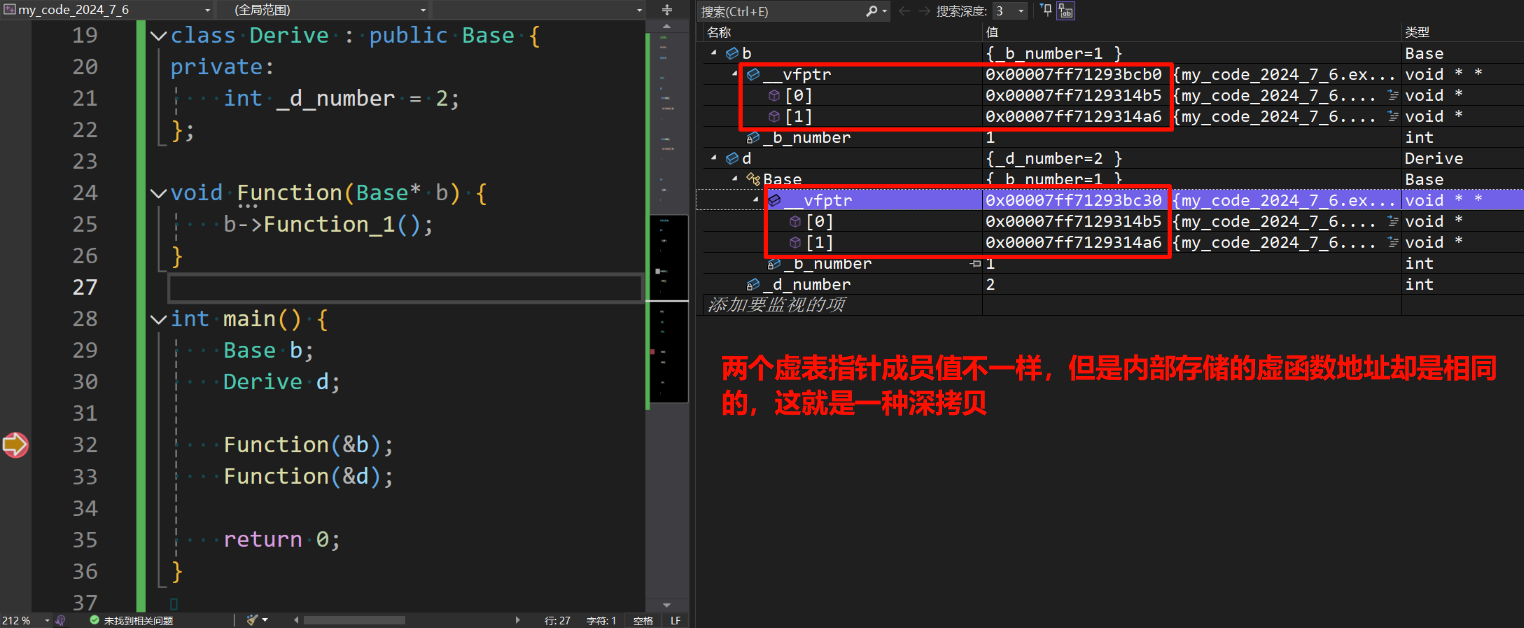 my_code_2024_7_6 (全局范围)
19 class Derive : public Base {
20 private:
21 int _d_number = 2;
22 };
23
24 void Function(Base* b) {
25 b->Function_1();
26 }
27
28 int main() {
29 Base b;
30 Derive d;
31
32 Function(&b);
33 Function(&d);
34
35 return 0;
36 }
37
212 % 未找到相关问题 行: 27 字符: 1 空格 LF
搜索(Ctrl+E) 搜索深度: 3
名称 值 类型
b {_b_number=1 } Base
__vfptr 0x00007ff71293bcb0 {my_code_2024_7_6.ex... void * *
[0] 0x00007ff7129314b5 {my_code_2024_7_6.... void *
[1] 0x00007ff7129314a6 {my_code_2024_7_6.... void *
_b_number 1 int
d {_d_number=2 } Derive
Base {_b_number=1 } Base
__vfptr 0x00007ff71293bc30 {my_code_2024_7_6.ex... void * *
[0] 0x00007ff7129314b5 {my_code_2024_7_6.... void *
[1] 0x00007ff7129314a6 {my_code_2024_7_6.... void *
_b_number 1 int
_d_number 2 int
添加要监视的项
两个虚表指针成员值不一样，但是内部存储的虚函数地址却是相同
的，这就是一种深拷贝